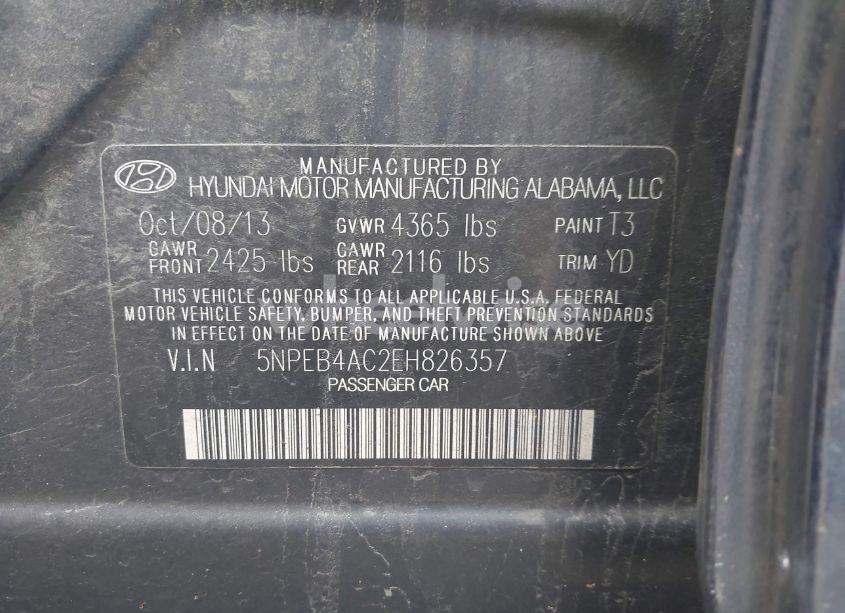 MANUFACTURED BY
HYUNDAI MOTOR MANUFACTURING ALABAMA, LLC
Oct/08/13 GVWR 4365 lbs PAINT T3
GAWR FRONT 2425 lbs GAWR REAR 2116 lbs TRIM YD
THIS VEHICLE CONFORMS TO ALL APPLICABLE U.S.A. FEDERAL
MOTOR VEHICLE SAFETY, BUMPER, AND THEFT PREVENTION STANDARDS
IN EFFECT ON THE DATE OF MANUFACTURE SHOWN ABOVE
V.I.N 5NPEB4AC2EH826357
PASSENGER CAR